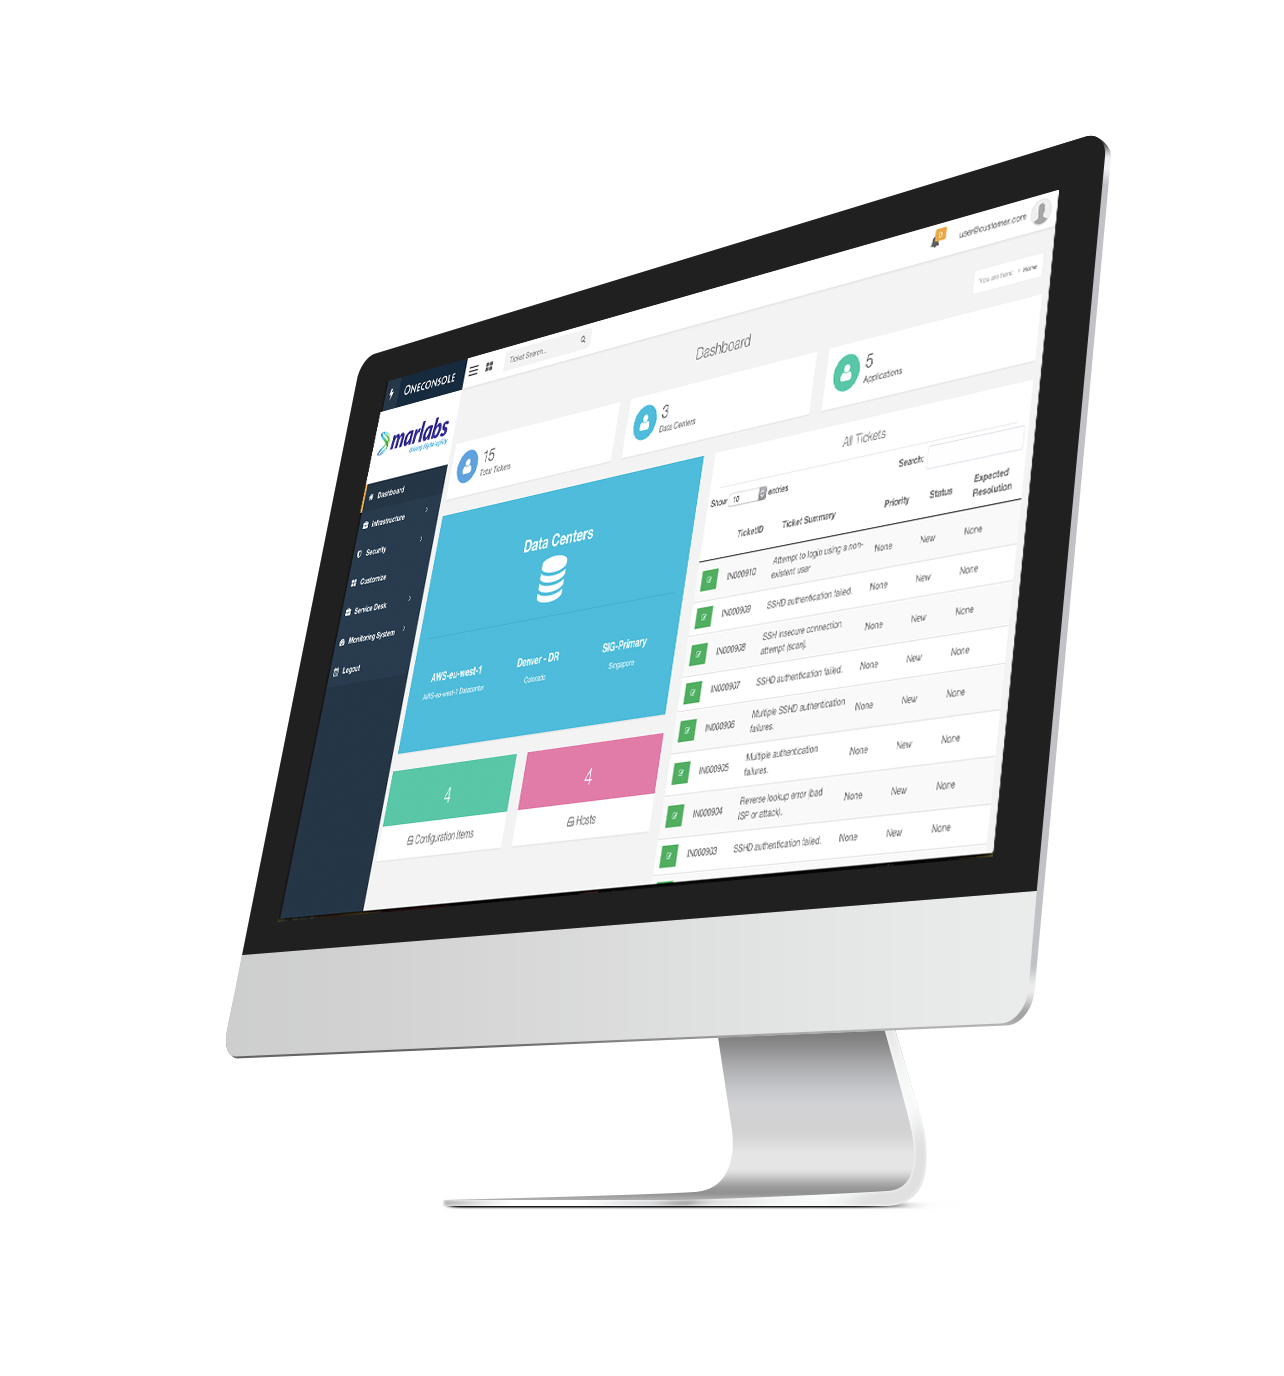 ONECONSOLE
Ticket Search...
0
user@customer.com
You are here: > Home
marlabs
driving digital agility
Dashboard
Infrastructure
Security
Customize
Service Desk
Monitoring System
Logout
Dashboard
15
Total Tickets
3
Data Centers
5
Applications
Data Centers
AWS-eu-west-1
AWS-eu-west-1 Datacenter
Denver - DR
Colorado
SIG-Primary
Singapore
4
Configuration Items
4
Hosts
All Tickets
Show 10 entries
Search:
TicketID Ticket Summary Priority Status Expected
Resolution
IN000910 Attempt to login using a non- None New None
existent user
IN000909 SSHD authentication failed. None New None
IN000908 SSH insecure connection None New None
attempt (scan).
IN000907 SSHD authentication failed. None New None
IN000906 Multiple SSHD authentication None New None
failures.
IN000905 Multiple authentication None New None
failures.
IN000904 Reverse lookup error (bad None New None
ISP or attack).
IN000903 SSHD authentication failed. None New None